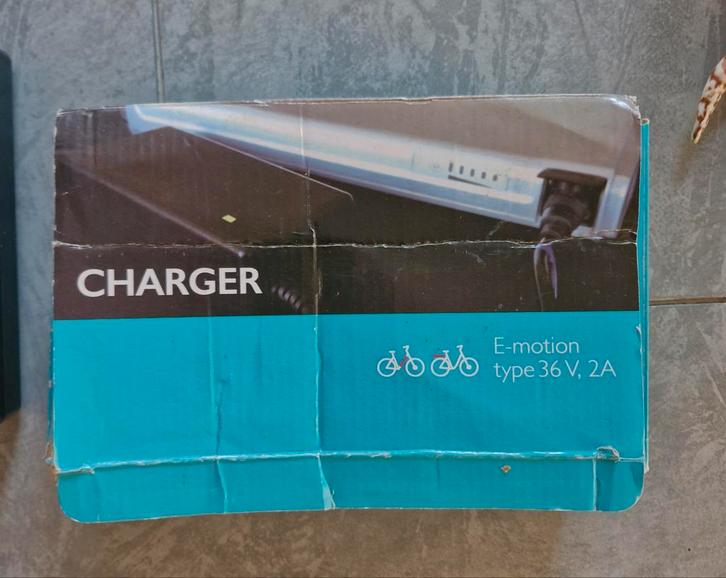 CHARGER
E-motion
type 36 V, 2A